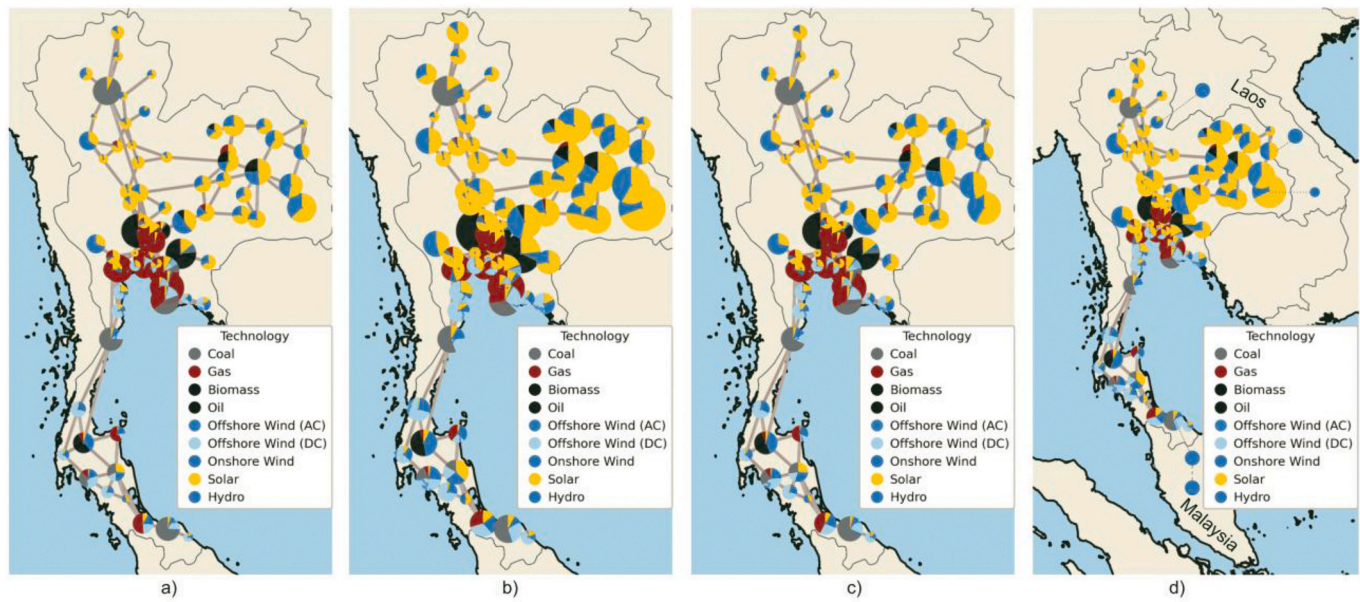 Technology
Coal
Gas
Biomass
Oil
Offshore Wind (AC)
Offshore Wind (DC)
Onshore Wind
Solar
Hydro
a)
Technology
Coal
Gas
Biomass
Oil
Offshore Wind (AC)
Offshore Wind (DC)
Onshore Wind
Solar
Hydro
b)
Technology
Coal
Gas
Biomass
Oil
Offshore Wind (AC)
Offshore Wind (DC)
Onshore Wind
Solar
Hydro
c)
Laos
Technology
Coal
Gas
Biomass
Oil
Offshore Wind (AC)
Offshore Wind (DC)
Onshore Wind
Solar
Hydro
Malaysia
d)